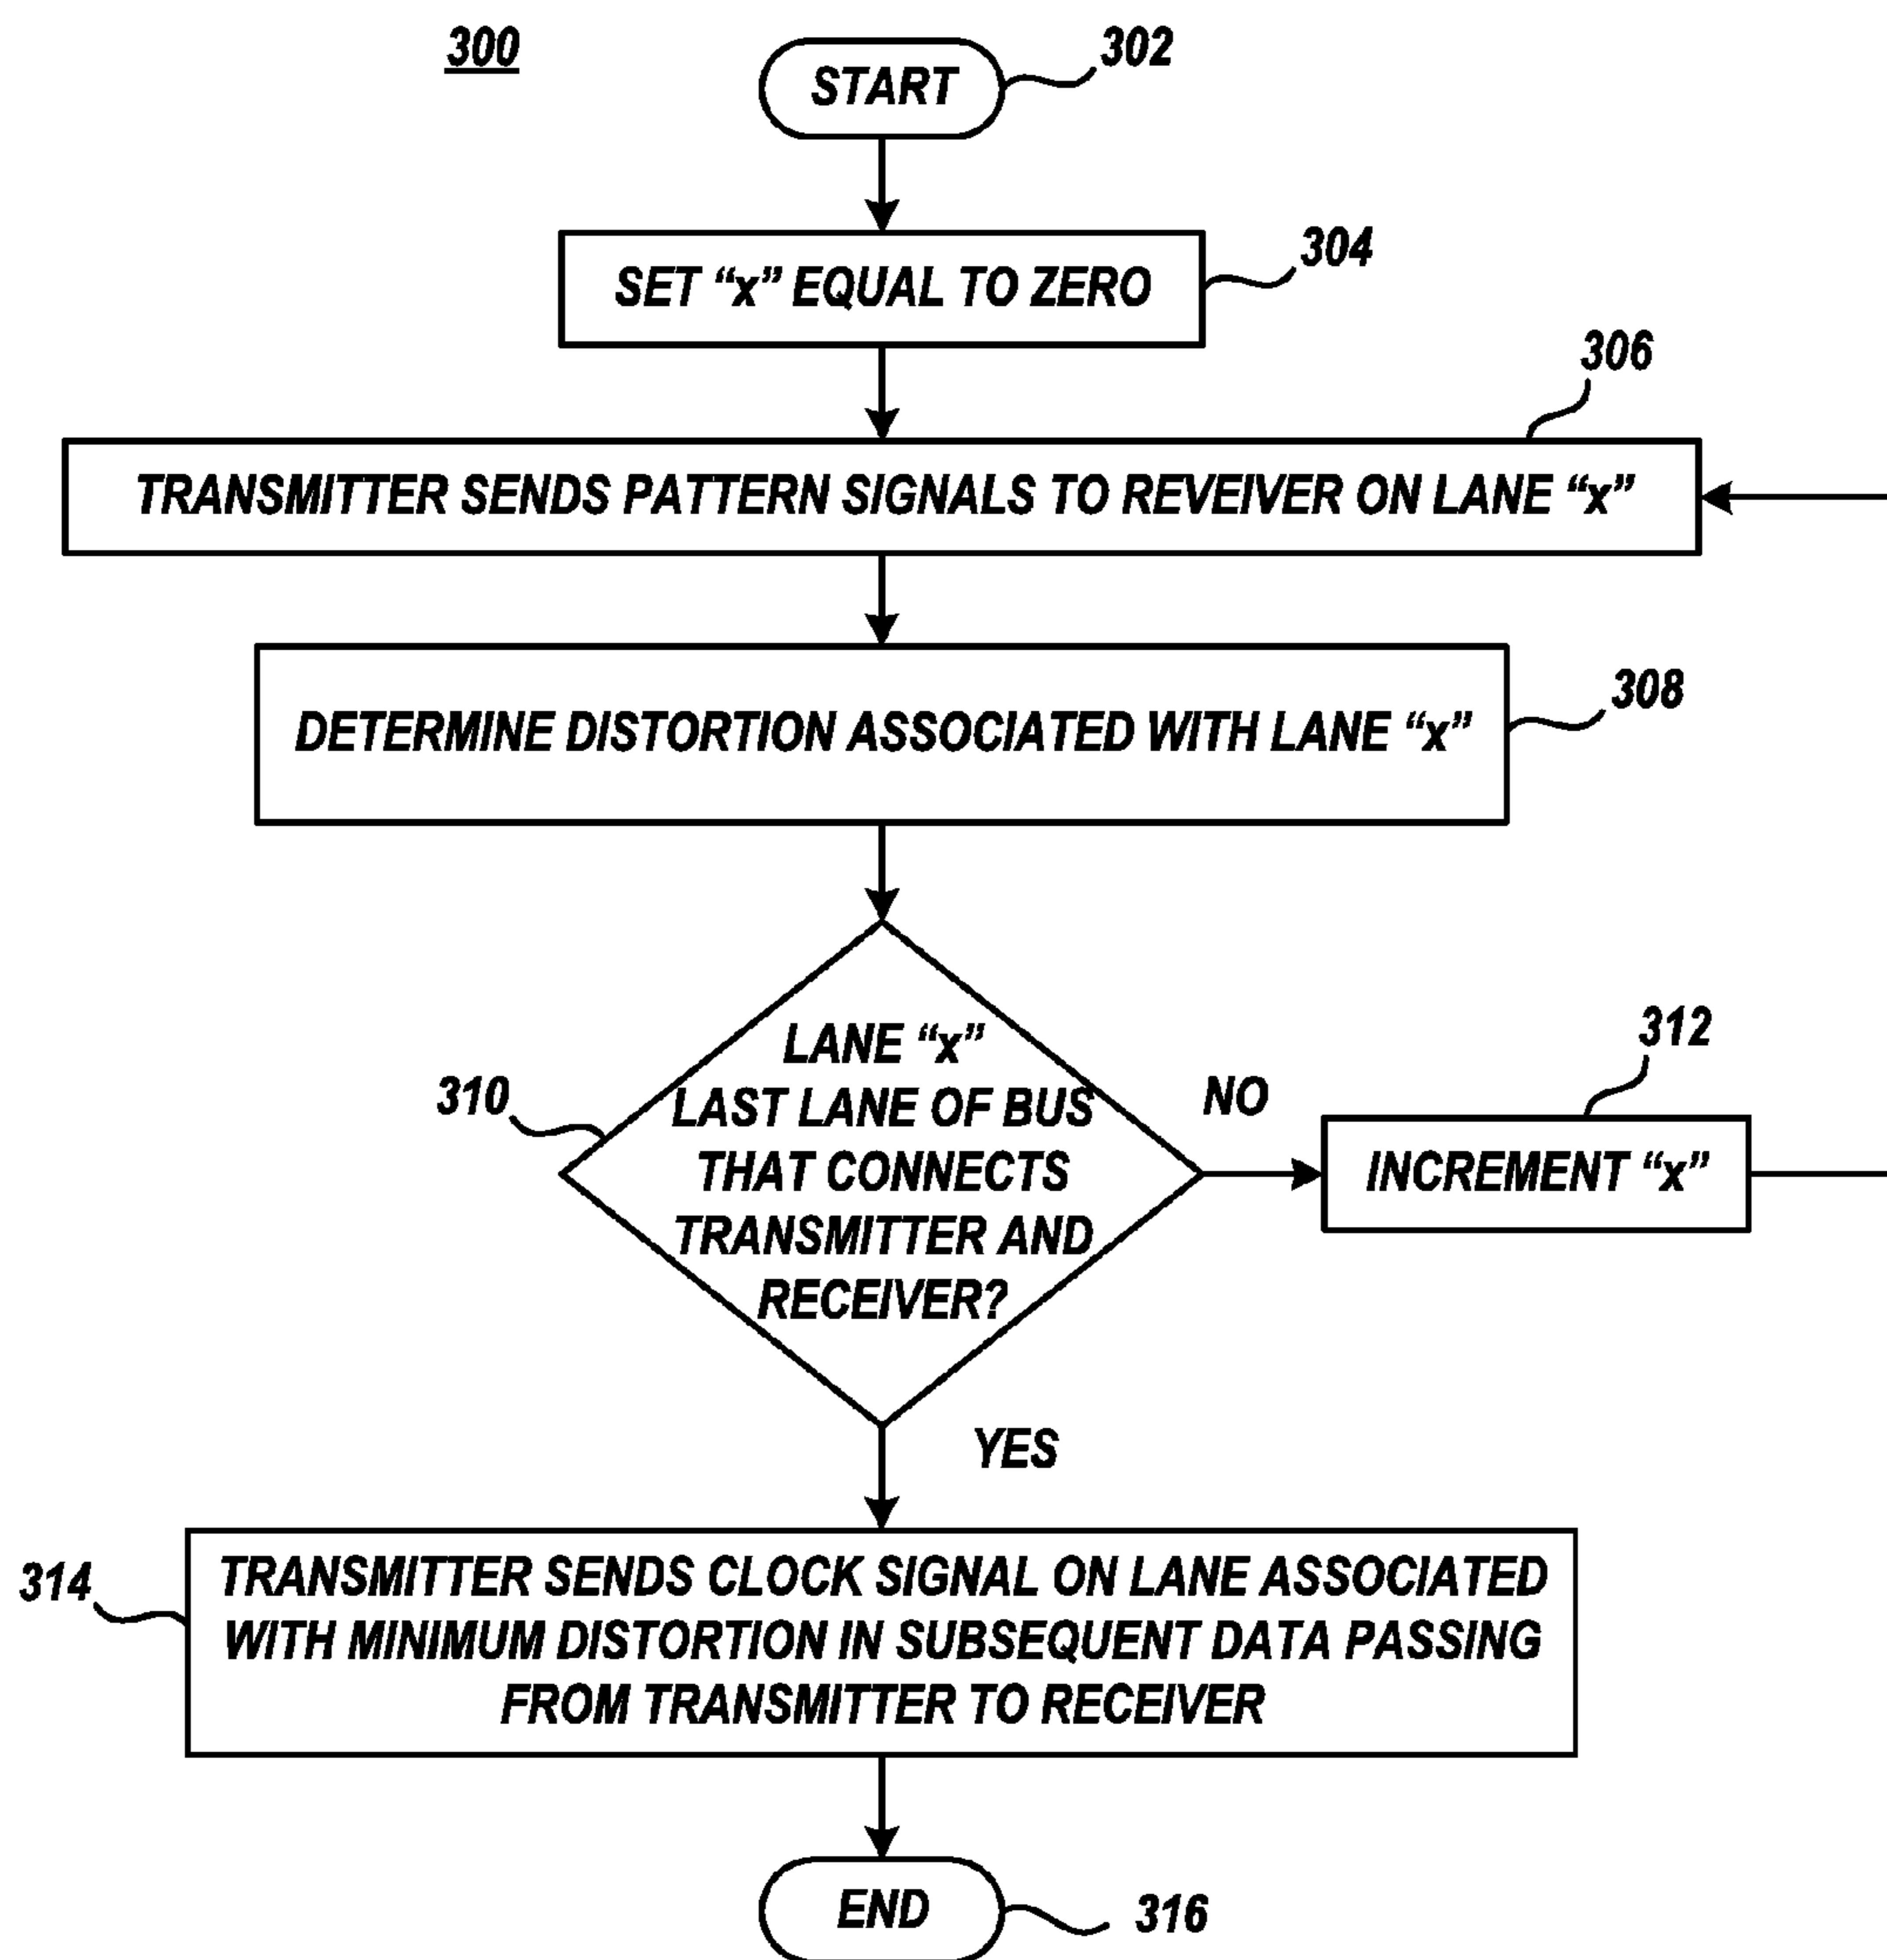 300
START
302
SET “x” EQUAL TO ZERO
304
306
TRANSMITTER SENDS PATTERN SIGNALS TO REVEIVER ON LANE “x”
308
DETERMINE DISTORTION ASSOCIATED WITH LANE “x”
310
LANE “x”
LAST LANE OF BUS
THAT CONNECTS
TRANSMITTER AND
RECEIVER?
NO
312
INCREMENT “x”
YES
314
TRANSMITTER SENDS CLOCK SIGNAL ON LANE ASSOCIATED
WITH MINIMUM DISTORTION IN SUBSEQUENT DATA PASSING
FROM TRANSMITTER TO RECEIVER
END
316